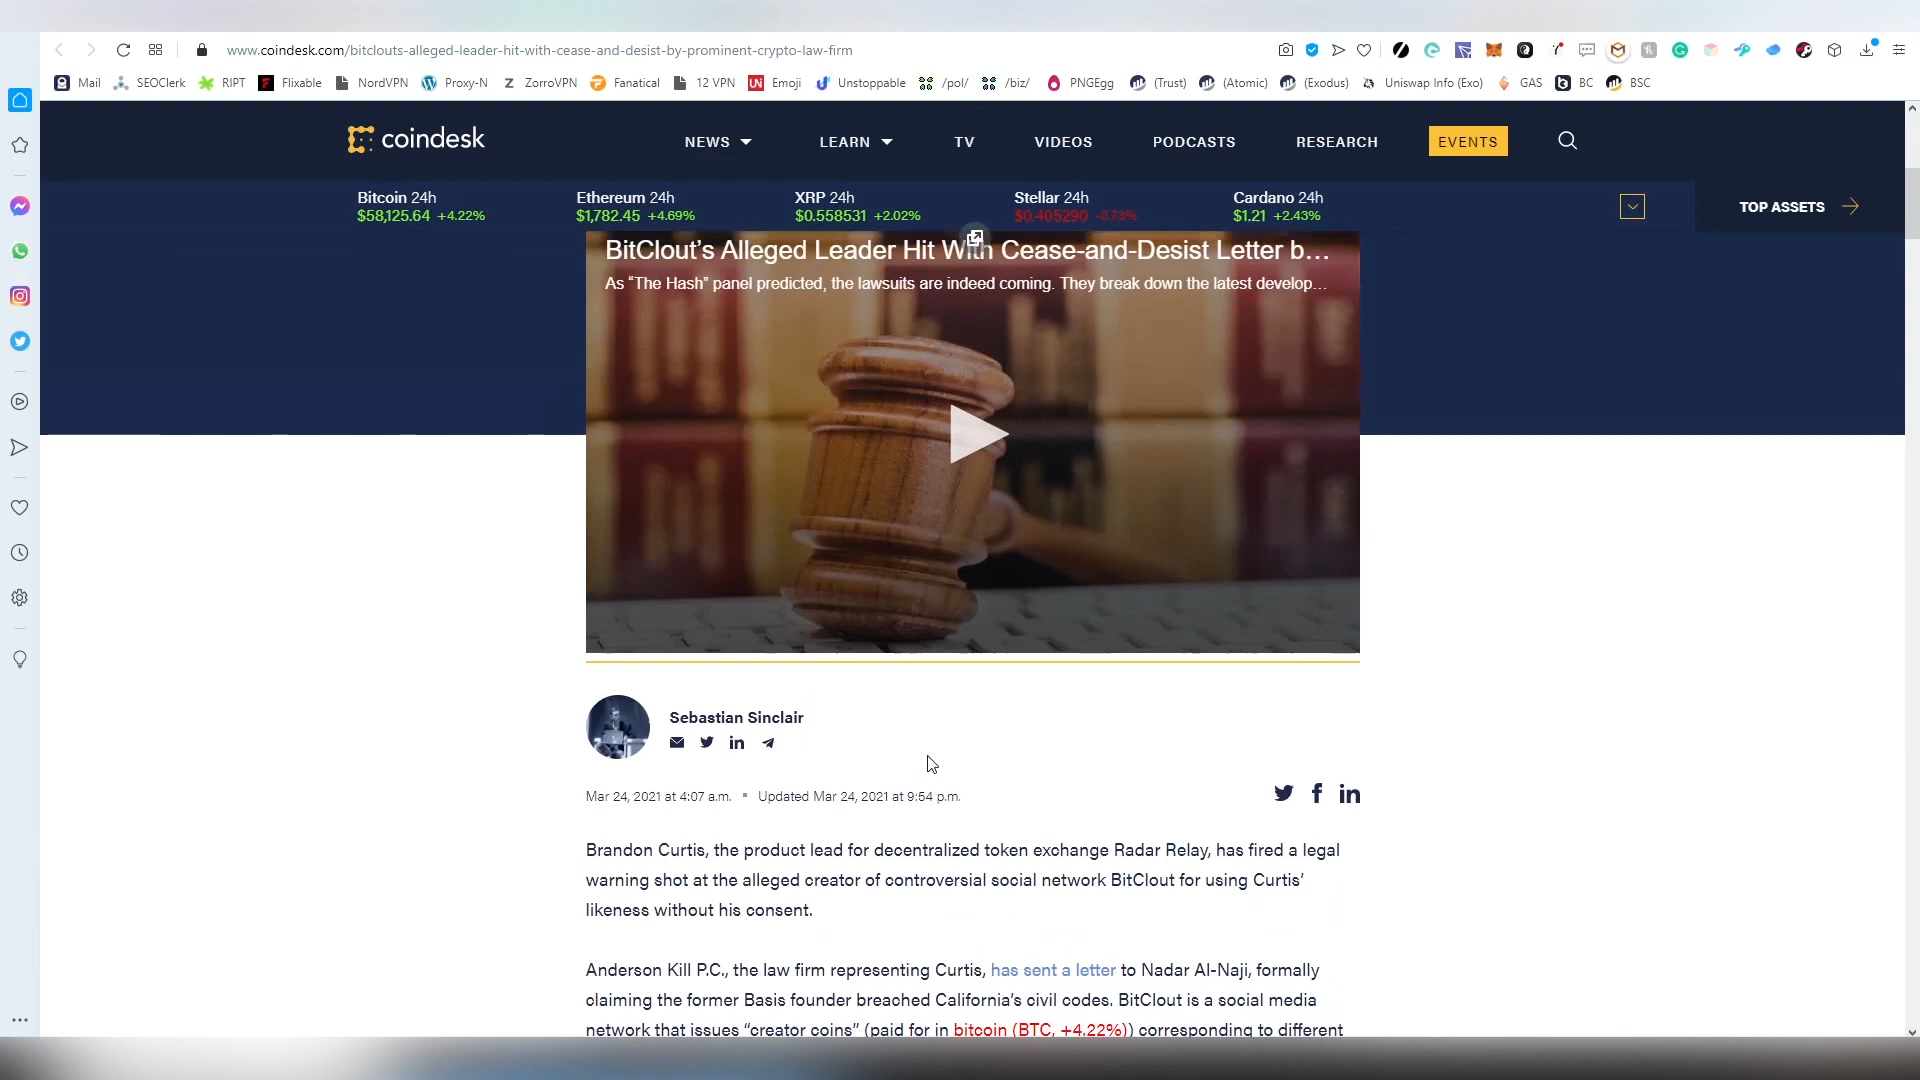 www.coindesk.com/bitclouts-alleged-leader-hit-with-cease-and-desist-by-prominent-crypto-law-firm
Mail SEOClerk RIPT Flixable NordVPN Proxy-N ZorroVPN Fanatical 12 VPN Emoji Unstoppable /pol/ /biz/ PNGEgg (Trust) (Atomic) (Exodus) Uniswap Info (Exo) GAS BC BSC
coindesk NEWS LEARN TV VIDEOS PODCASTS RESEARCH EVENTS
Bitcoin 24h Ethereum 24h XRP 24h Stellar 24h Cardano 24h
$58,125.64 +4.22% $1,782.45 +4.69% $0.558531 +2.02% $0.405290 -0.73% $1.21 +2.43%
TOP ASSETS
BitClout’s Alleged Leader Hit With Cease-and-Desist Letter b...
As “The Hash” panel predicted, the lawsuits are indeed coming. They break down the latest develop...
Sebastian Sinclair
Mar 24, 2021 at 4:07 a.m. Updated Mar 24, 2021 at 9:54 p.m.
Brandon Curtis, the product lead for decentralized token exchange Radar Relay, has fired a legal
warning shot at the alleged creator of controversial social network BitClout for using Curtis’
likeness without his consent.
Anderson Kill P.C., the law firm representing Curtis, has sent a letter to Nadar Al-Naji, formally
claiming the former Basis founder breached California’s civil codes. BitClout is a social media
network that issues “creator coins” (paid for in bitcoin (BTC, +4.22%)) corresponding to different